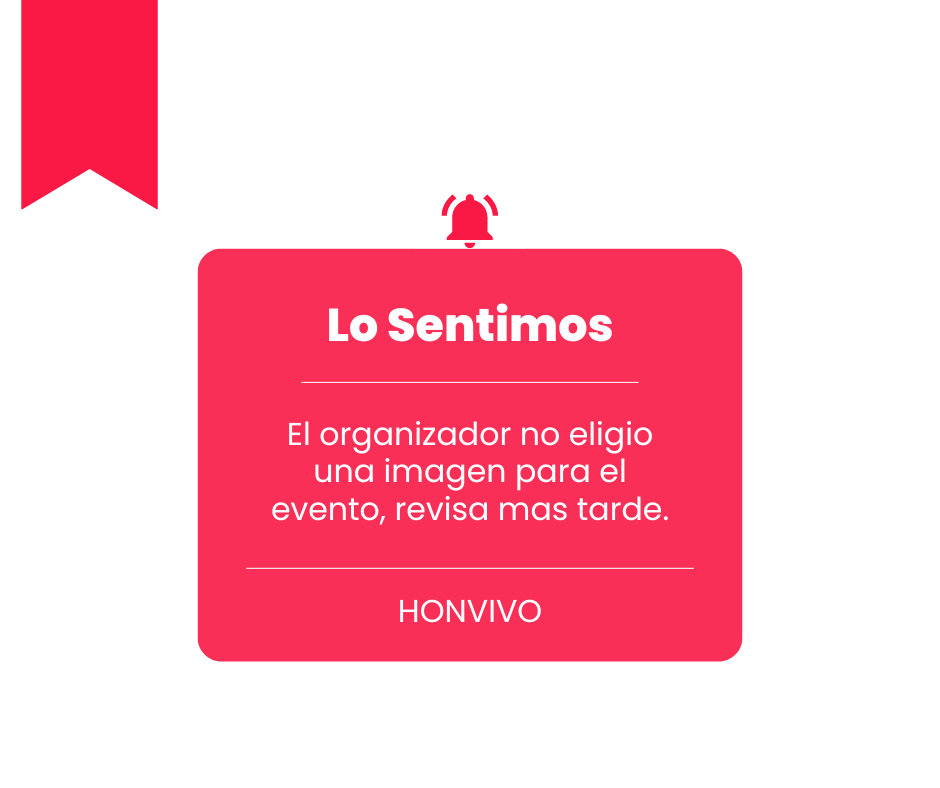 Lo Sentimos
El organizador no eligio
una imagen para el
evento, revisa mas tarde.
HONVIVO